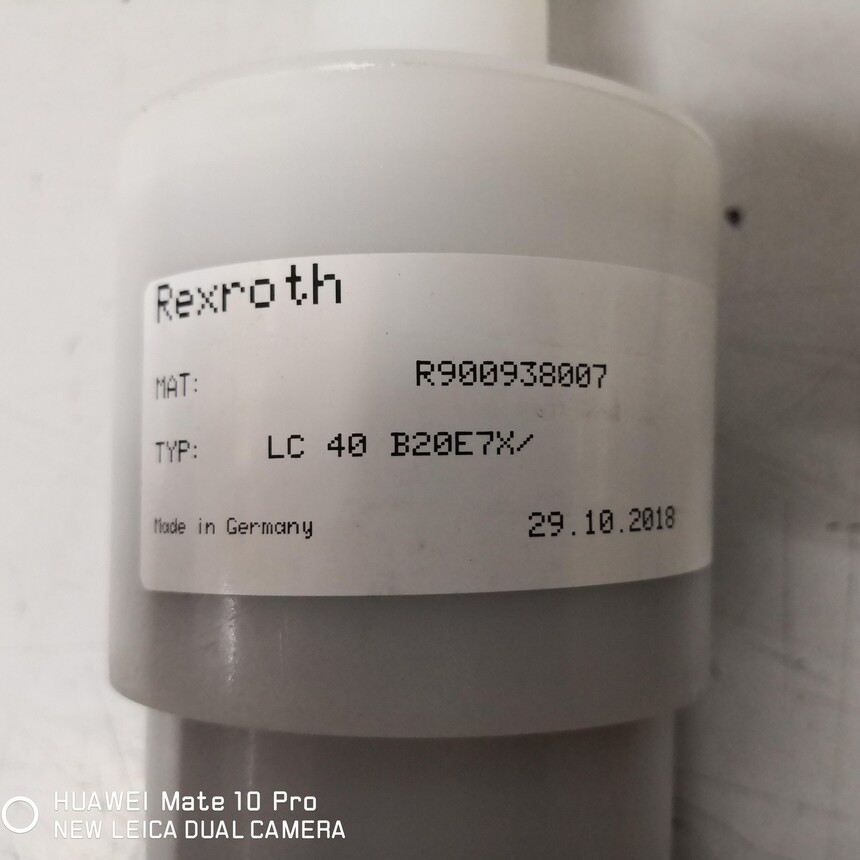 Rexroth
MAT: R900938007
TYP: LC 40 B20E7X/
Made in Germany 29.10.2018
HUAWEI Mate 10 Pro
NEW LEICA DUAL CAMERA